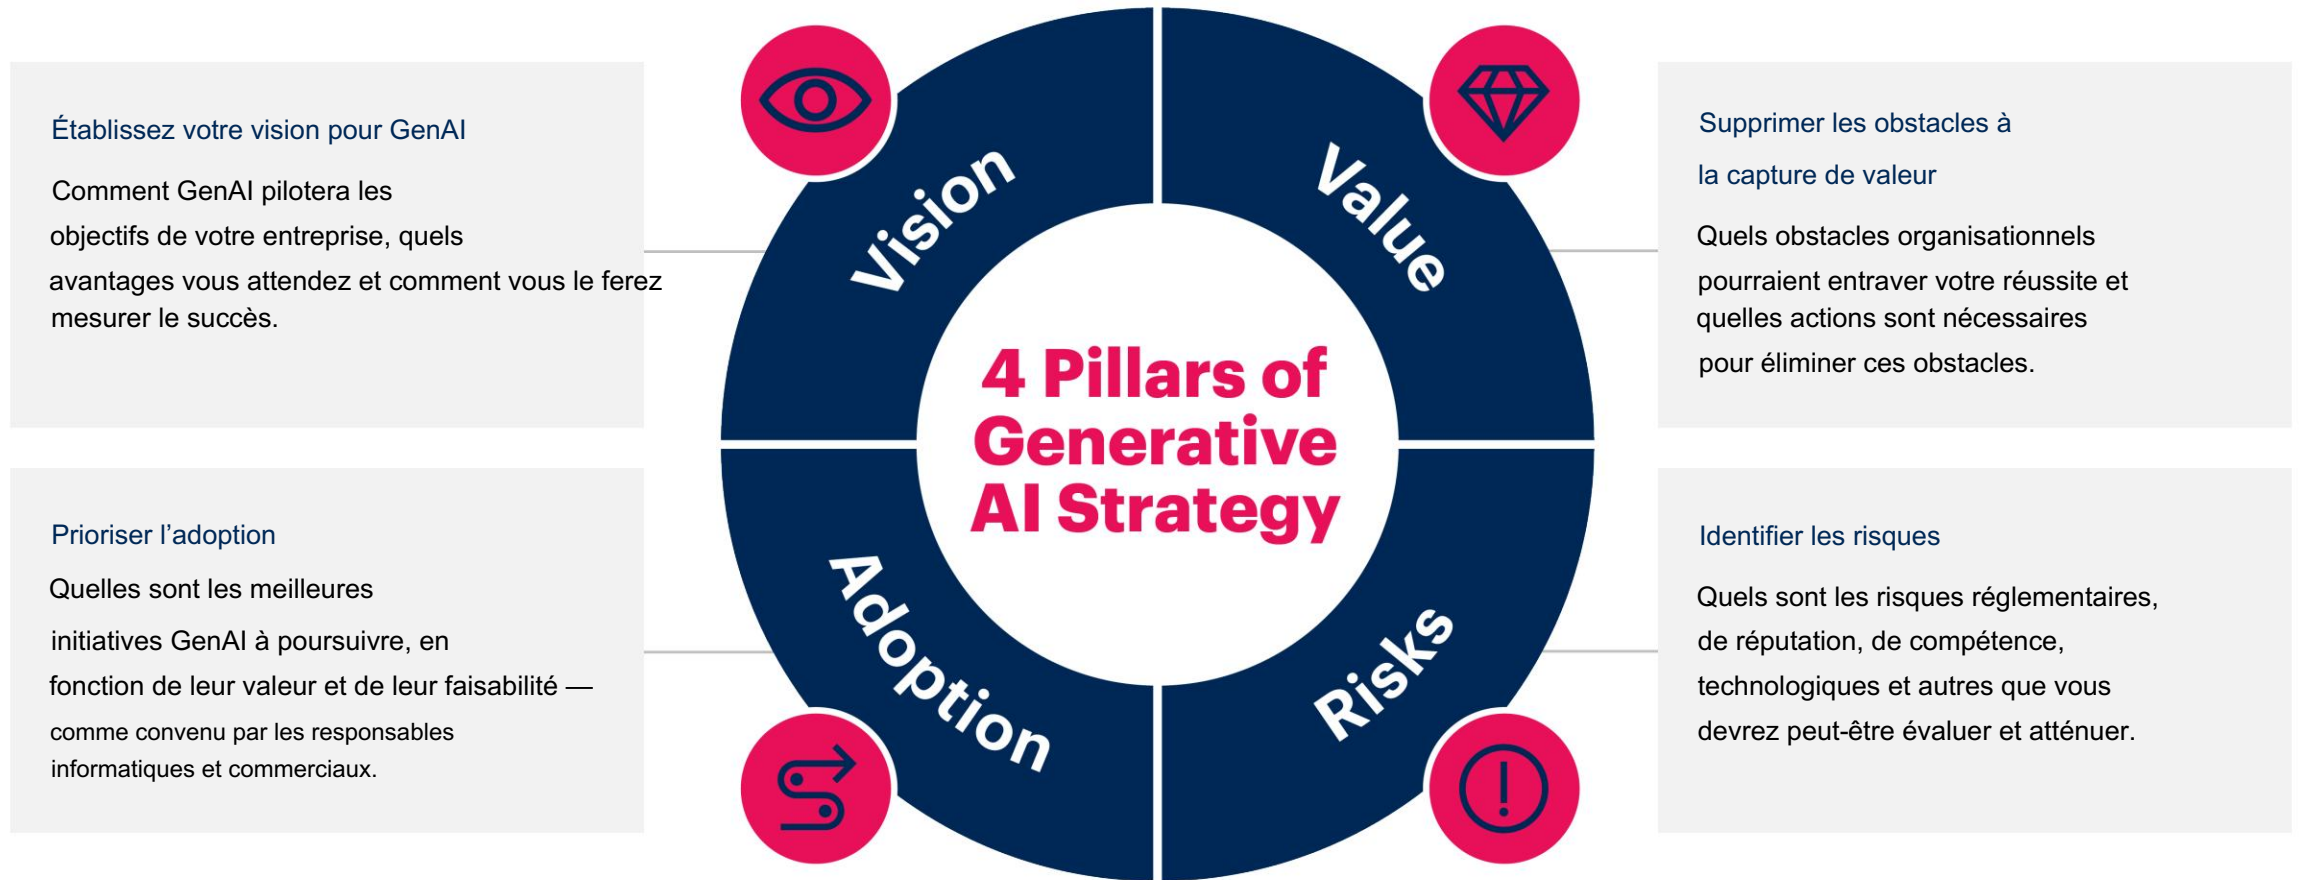 Établissez votre vision pour GenAI
Comment GenAI pilotera les
objectifs de votre entreprise, quels
avantages vous attendez et comment vous le ferez
mesurer le succès.
Vision
Value
Supprimer les obstacles à
la capture de valeur
Quels obstacles organisationnels
pourraient entraver votre réussite et
quelles actions sont nécessaires
pour éliminer ces obstacles.
4 Pillars of
Generative
AI Strategy
Prioriser l’adoption
Quelles sont les meilleures
initiatives GenAI à poursuivre, en
fonction de leur valeur et de leur faisabilité —
comme convenu par les responsables
informatiques et commerciaux.
Adoption
Risks
Identifier les risques
Quels sont les risques réglementaires,
de réputation, de compétence,
technologiques et autres que vous
devrez peut-être évaluer et atténuer.